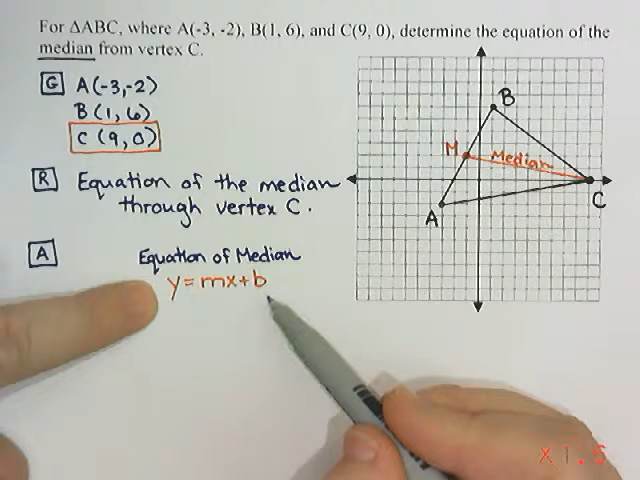 For ΔABC, where A(-3, -2), B(1, 6), and C(9, 0), determine the equation of the
median from vertex C.
G A(-3,-2)
B(1,6)
C(9,0)
R Equation of the median
through vertex C.
A Equation of Median
y=mx+b
B
M Median
A
C
x1.5